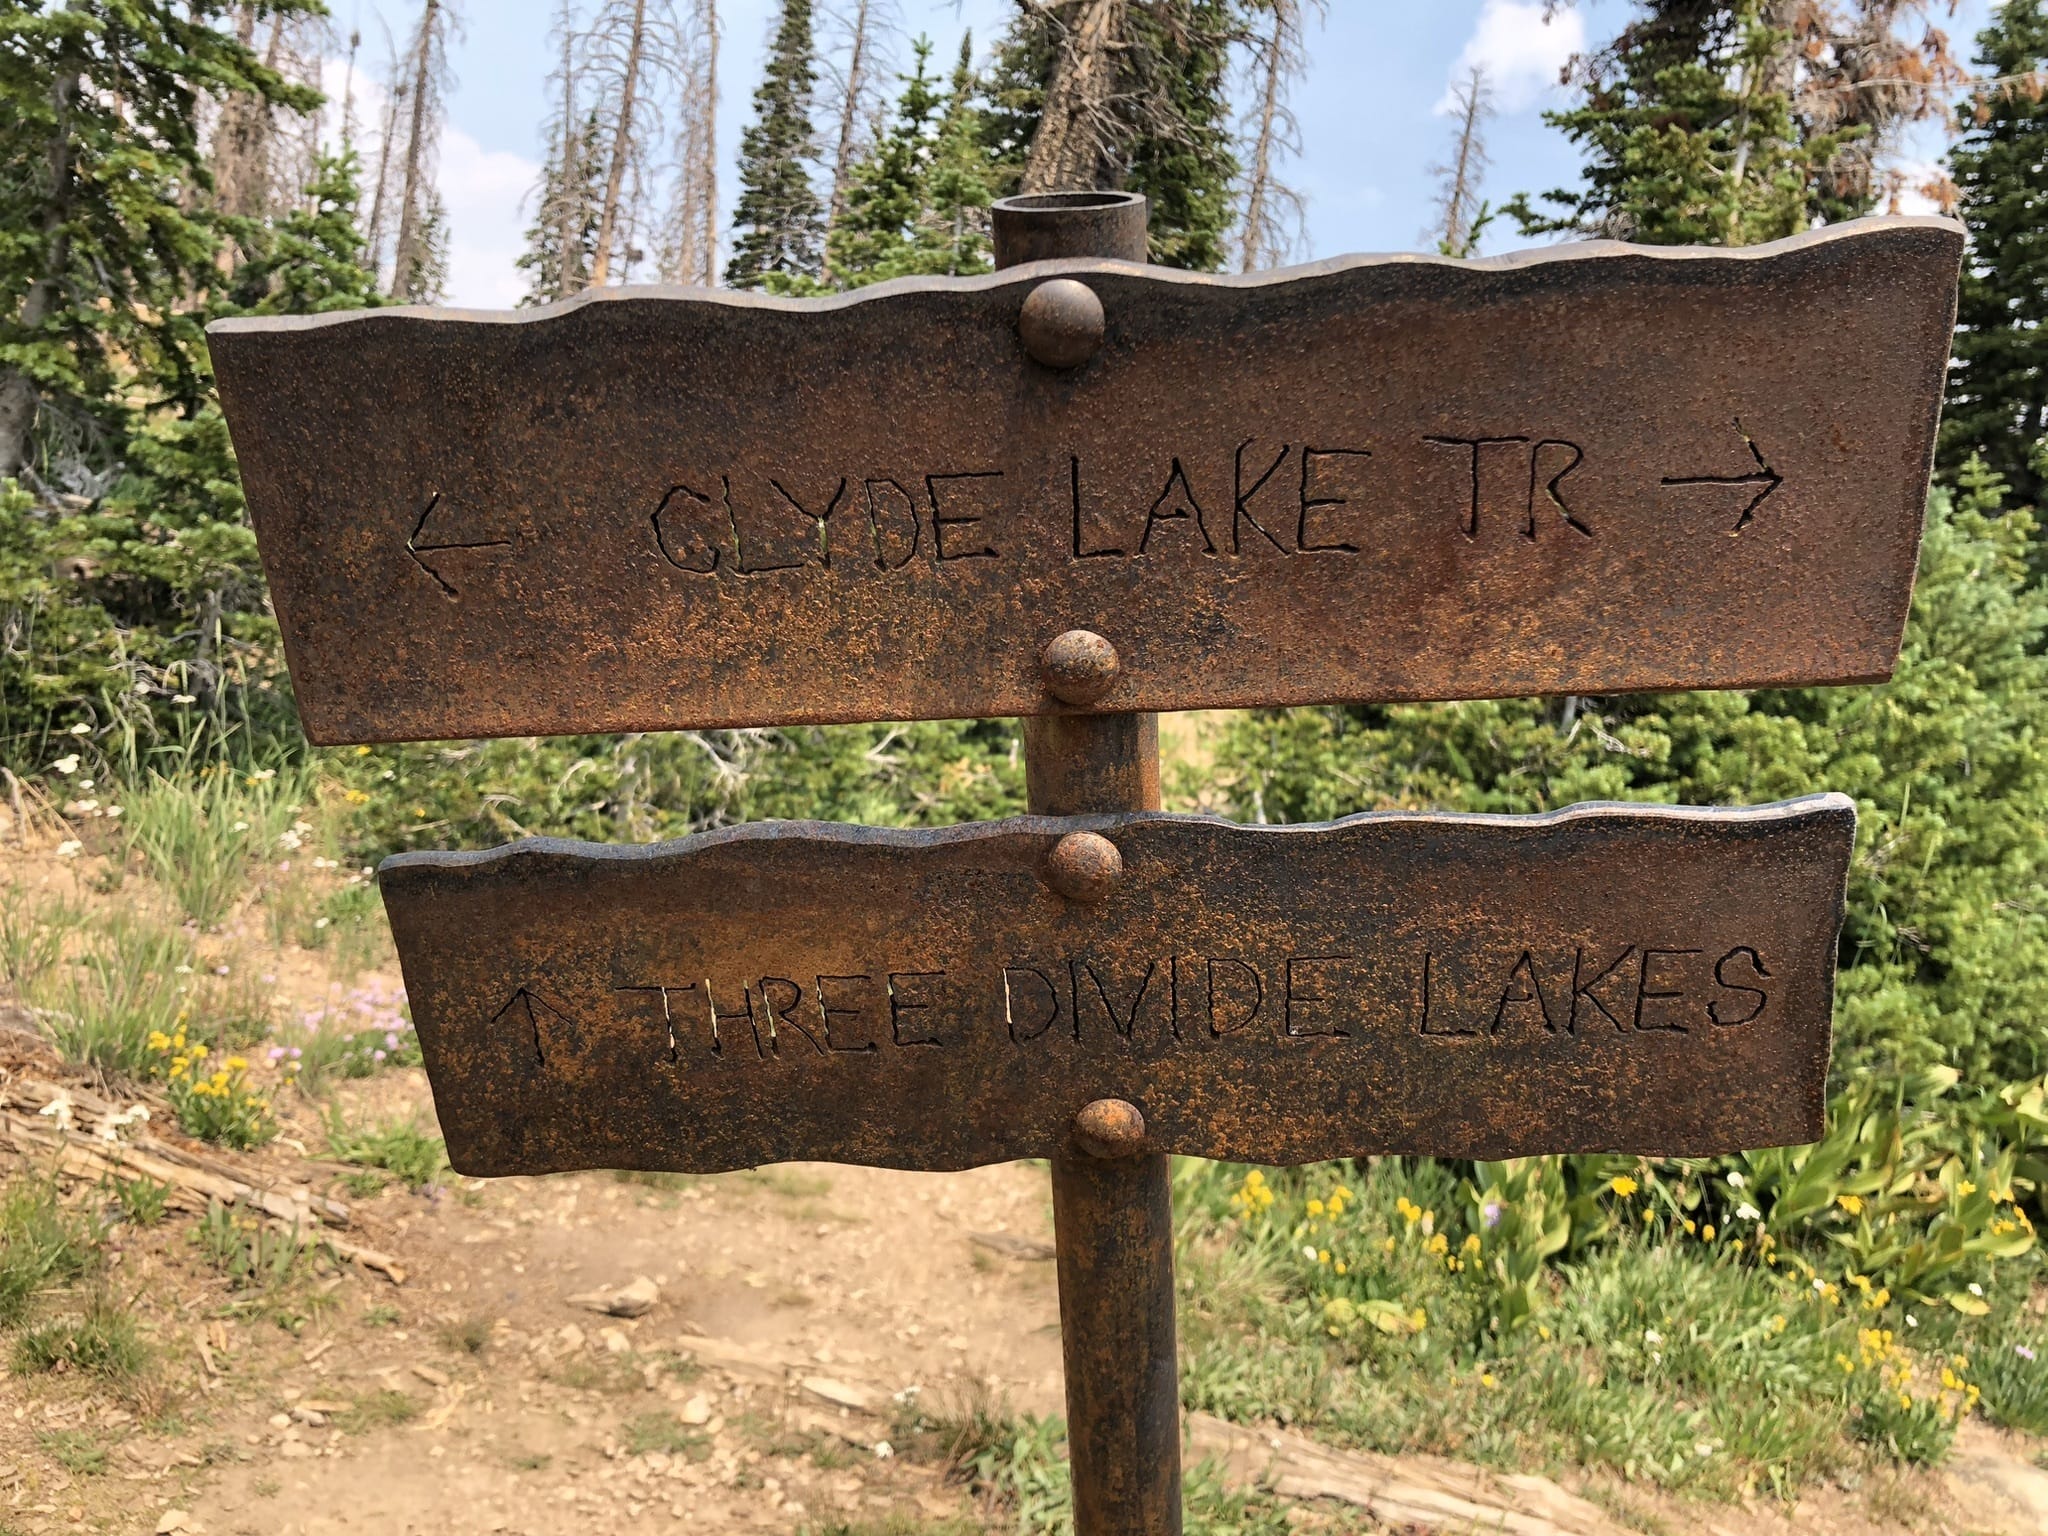 ← CLYDE LAKE TR →
↑ THREE DIVIDE LAKES